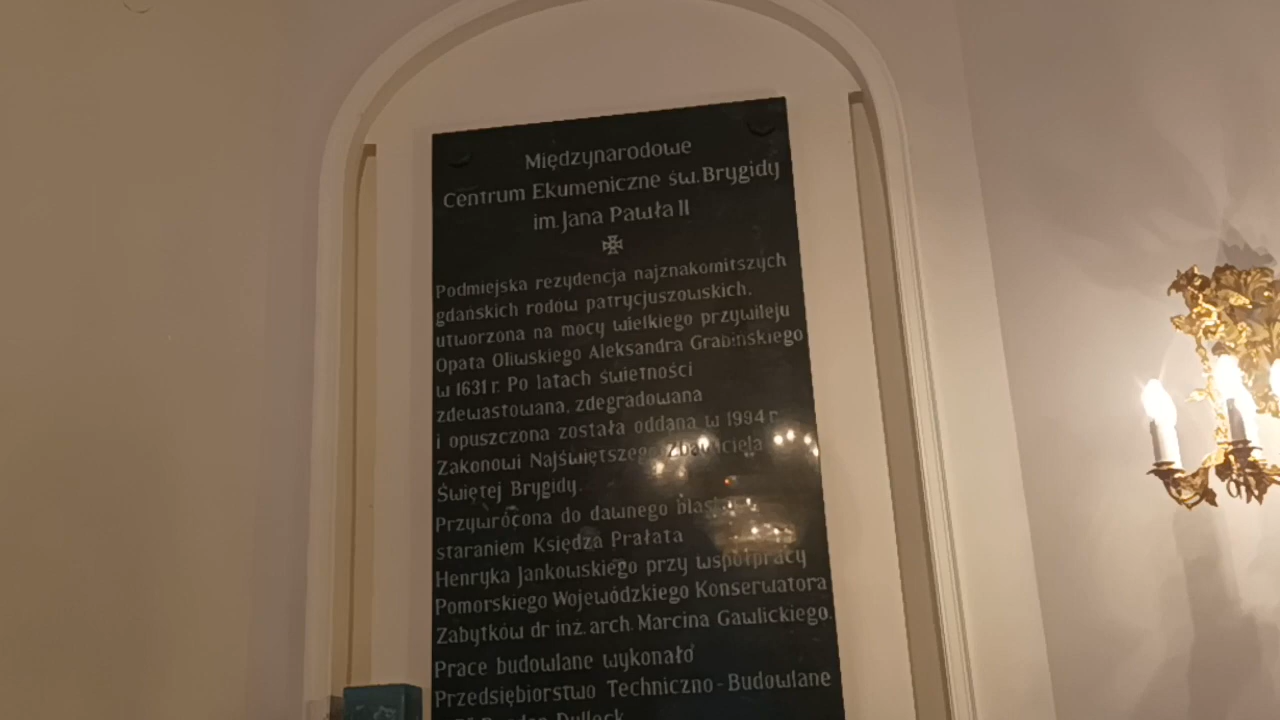 Międzynarodowe
Centrum Ekumeniczne św. Brygidy
im. Jana Pawła II
Podmiejska rezydencja najznakomitszych
gdańskich rodów patrycjuszowskich,
utworzona na mocy wielkiego przywileju
Opata Oliwskiego Aleksandra Grabińskiego
w 1631 r. Po latach świetności
zdewastowana, zdegradowana
i opuszczona została oddana w 1994 r.
Zakonowi Najświętszego Zbawiciela
Świętej Brygidy.
Przywrócona do dawnego blasku
staraniem Księdza Prałata
Henryka Jankowskiego przy współpracy
Pomorskiego Wojewódzkiego Konserwatora
Zabytków dr inż. arch. Marcina Gawlickiego.
Prace budowlane wykonało
Przedsiębiorstwo Techniczno-Budowlane